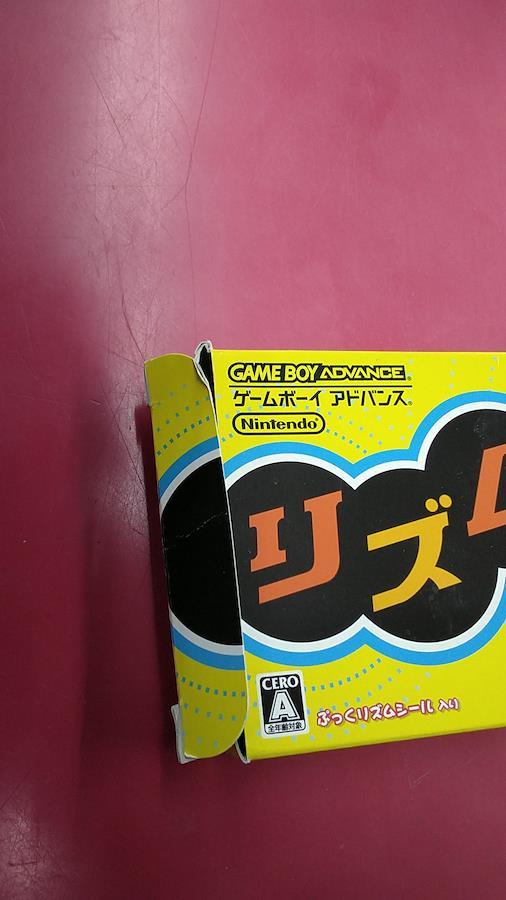 GAME BOY ADVANCE
ゲームボーイ アドバンス
Nintendo
リズ
CERO
A
全年齢対象
ぷっくリズムシール 入り